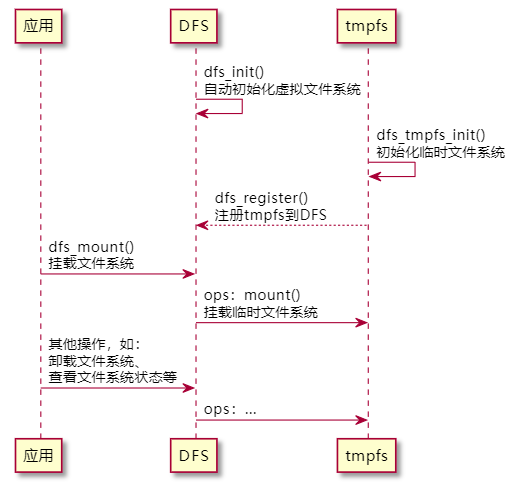 应用
DFS
tmpfs
dfs_init()
自动初始化虚拟文件系统
dfs_tmpfs_init()
初始化临时文件系统
dfs_register()
注册tmpfs到DFS
dfs_mount()
挂载文件系统
ops：mount()
挂载临时文件系统
其他操作，如：
卸载文件系统、
查看文件系统状态等
ops：...
应用
DFS
tmpfs